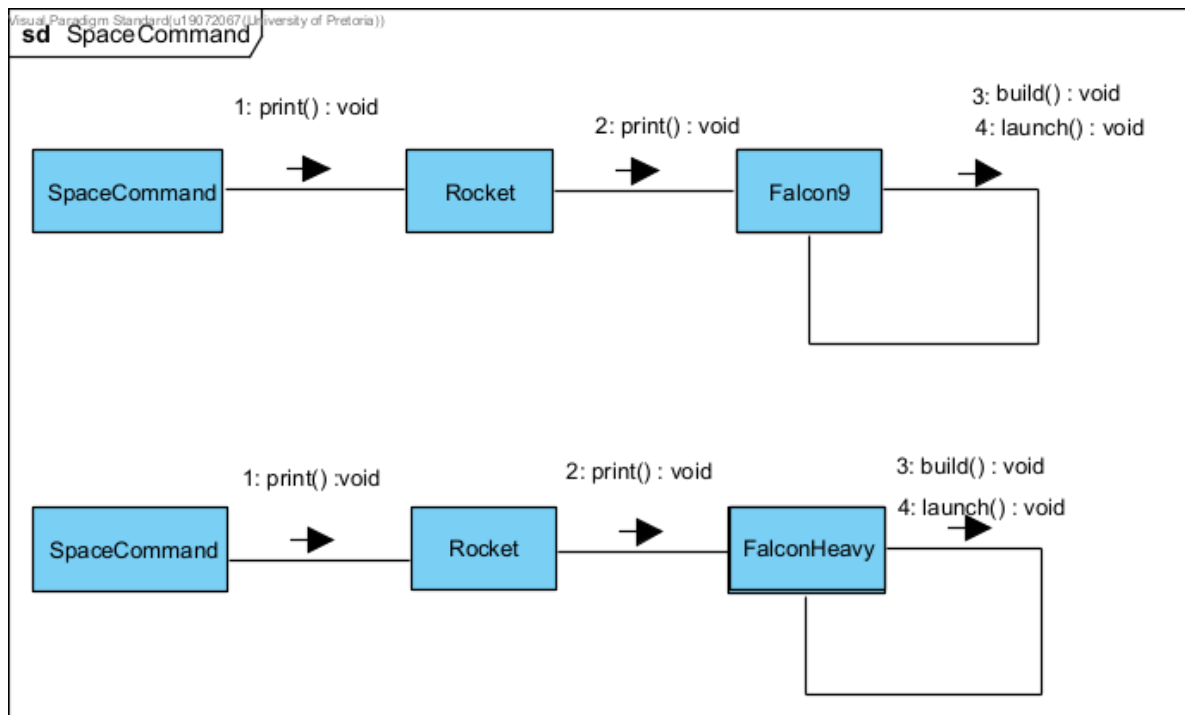 Visual Paradigm Standard(u19072067(University of Pretoria))
sd SpaceCommand
1: print() : void
2: print() : void
3: build() : void
4: launch() : void
SpaceCommand
Rocket
Falcon9
1: print() :void
2: print() : void
3: build() : void
4: launch() : void
SpaceCommand
Rocket
FalconHeavy